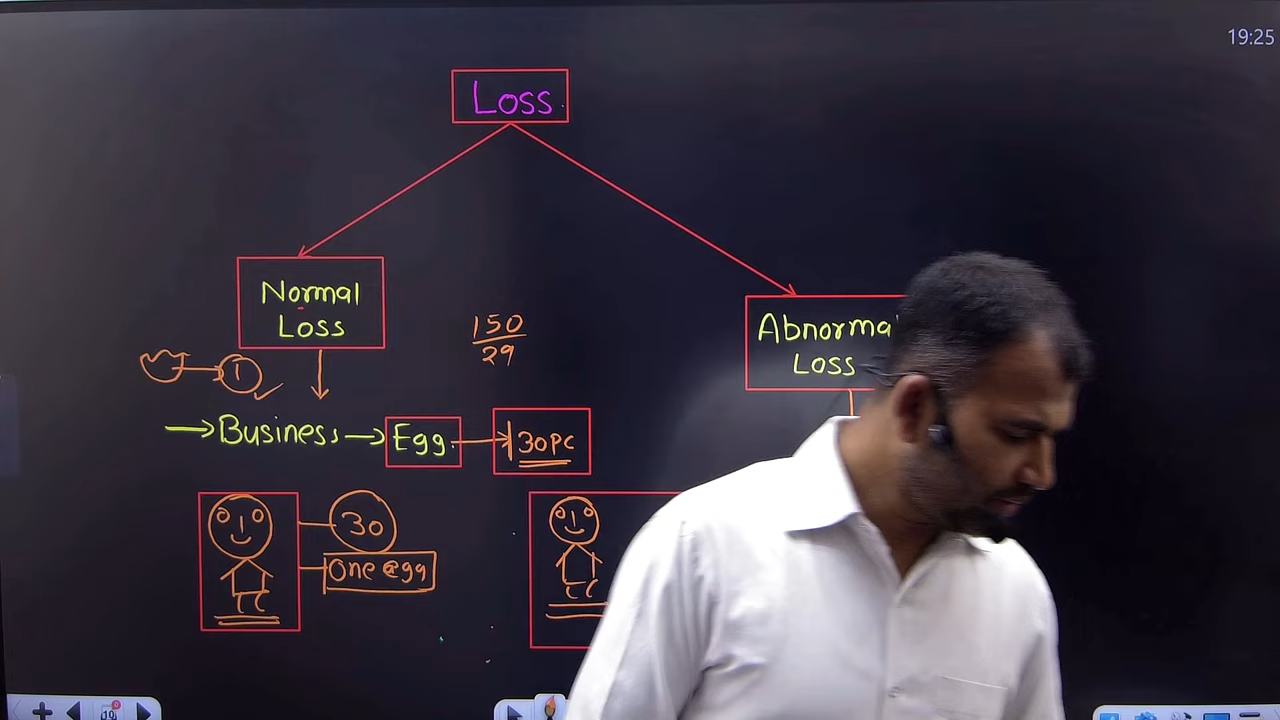 19:25
Loss
Normal
Loss
150
29
Abnorma
Loss
1
Business
Egg
30PC
30
One egg